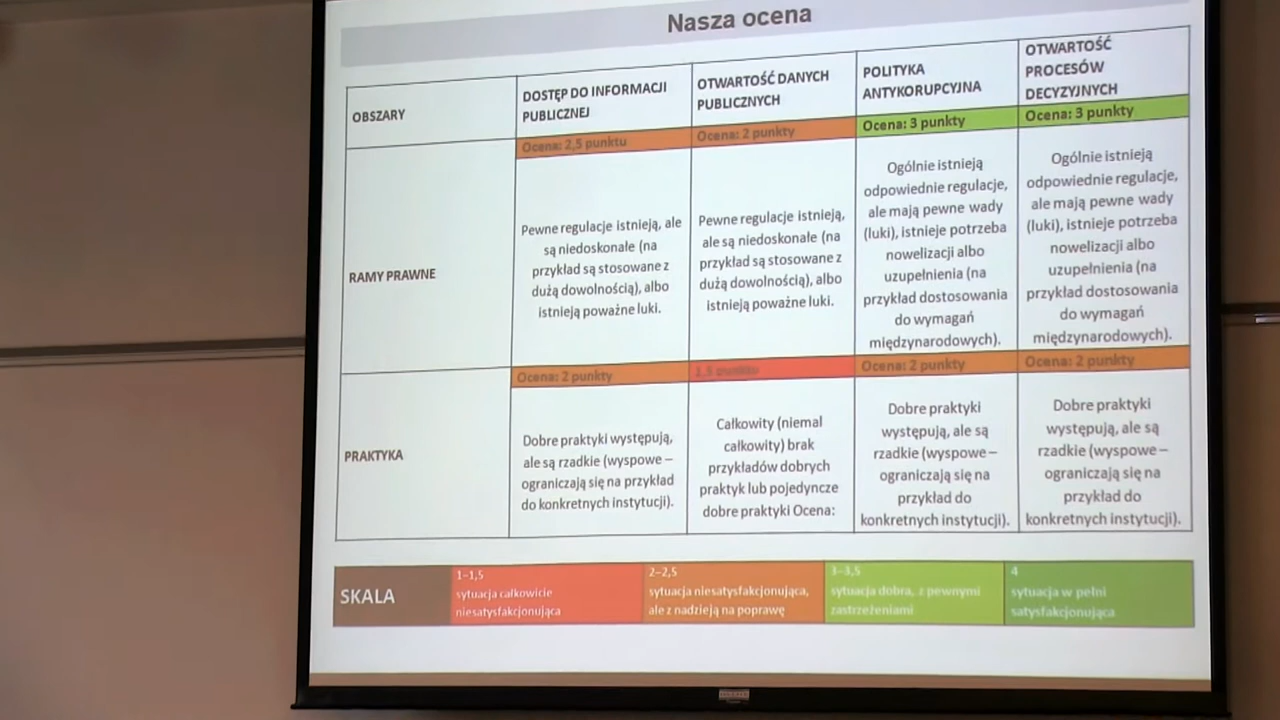 Nasza ocena
OBSZARY
DOSTĘP DO INFORMACJI
PUBLICZNEJ
OTWARTOŚĆ DANYCH
PUBLICZNYCH
POLITYKA
ANTYKORUPCYJNA
OTWARTOŚĆ
PROCESÓW
DECYZYJNYCH
RAMY PRAWNE
Ocena: 2,5 punktu
Pewne regulacje istnieją, ale
są niedoskonałe (na
przykład są stosowane z
dużą dowolnością), albo
istnieją poważne luki.
Ocena: 2 punkty
Pewne regulacje istnieją,
ale są niedoskonałe (na
przykład są stosowane z
dużą dowolnością), albo
istnieją poważne luki.
Ocena: 3 punkty
Ogólnie istnieją
odpowiednie regulacje,
ale mają pewne wady
(luki), istnieje potrzeba
nowelizacji albo
uzupełnienia (na
przykład dostosowania
do wymagań
międzynarodowych).
Ocena: 3 punkty
Ogólnie istnieją
odpowiednie regulacje,
ale mają pewne wady
(luki), istnieje potrzeba
nowelizacji albo
uzupełnienia (na
przykład dostosowania
do wymagań
międzynarodowych).
PRAKTYKA
Ocena: 2 punkty
Dobre praktyki występują,
ale są rzadkie (wyspowe –
ograniczają się na przykład
do konkretnych instytucji).
1,5 punktu
Całkowity (niemal
całkowity) brak
przykładów dobrych
praktyk lub pojedyncze
dobre praktyki Ocena:
Ocena: 2 punkty
Dobre praktyki
występują, ale są
rzadkie (wyspowe –
ograniczają się na
przykład do
konkretnych instytucji).
Ocena: 2 punkty
Dobre praktyki
występują, ale są
rzadkie (wyspowe –
ograniczają się na
przykład do
konkretnych instytucji).
SKALA
1–1,5
sytuacja całkowicie
niesatysfakcjonująca
2–2,5
sytuacja niesatysfakcjonująca,
ale z nadzieją na poprawę
3–3,5
sytuacja dobra, z pewnymi
zastrzeżeniami
4
sytuacja w pełni
satysfakcjonująca